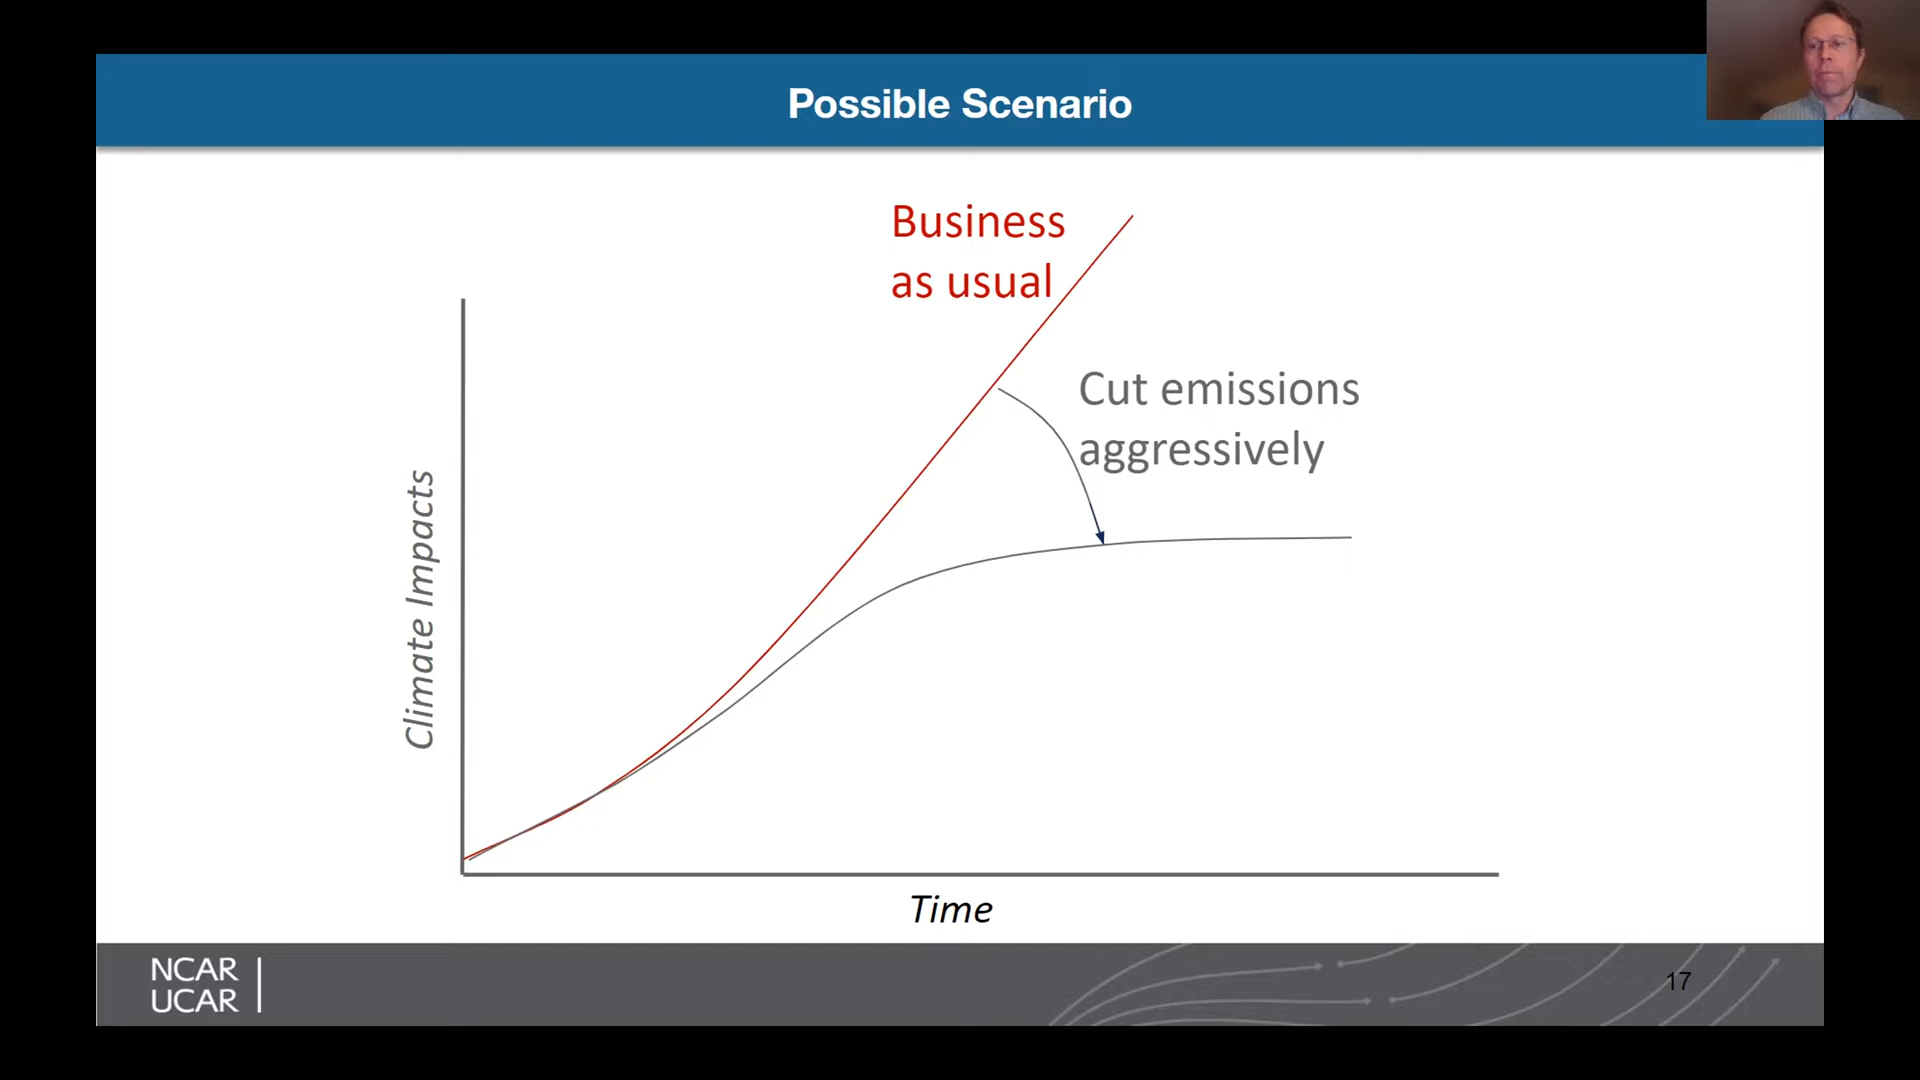 Possible Scenario
Business
as usual
Cut emissions
aggressively
Climate Impacts
Time
NCAR
UCAR
17